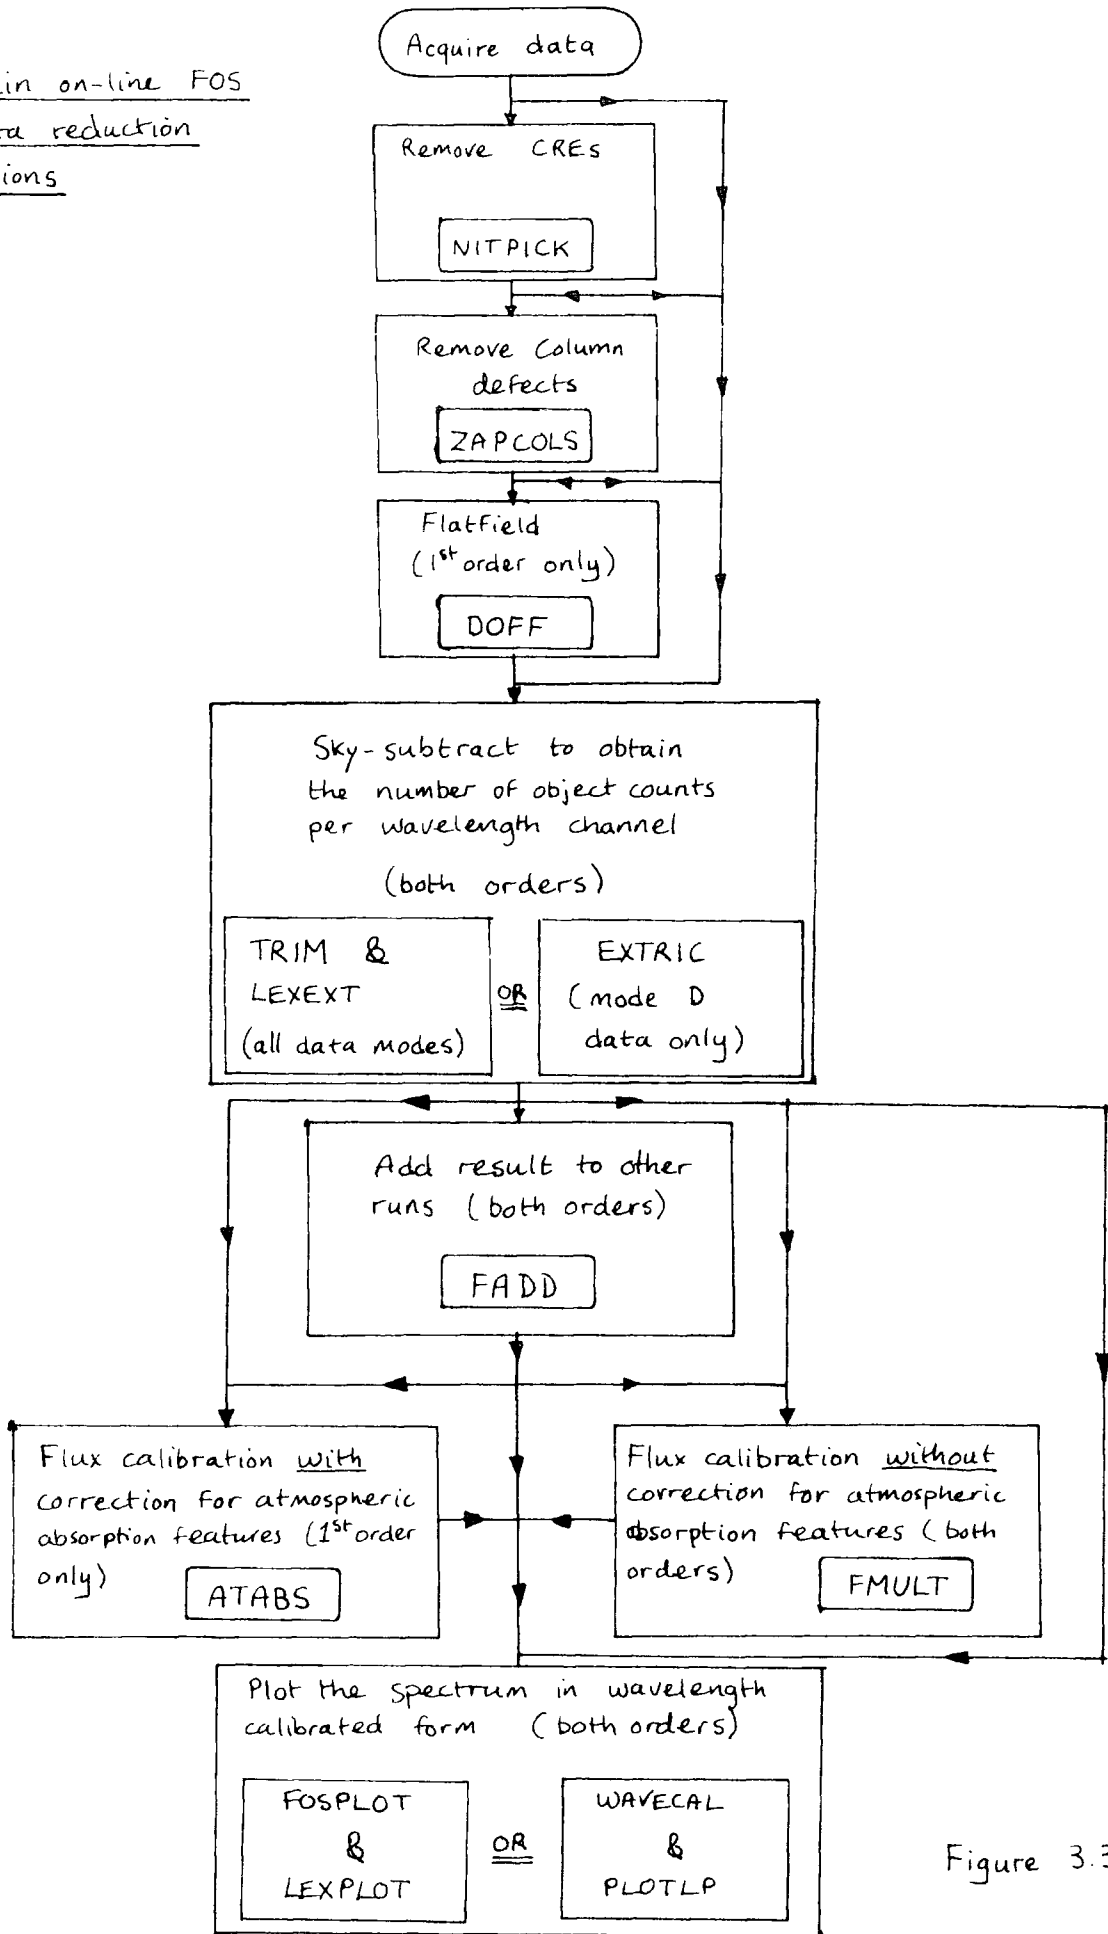 Acquire data
in on-line FOS
reduction
Remove CREs
NITPICK
Remove Column
defects
ZAPCOLS
Flatfield
(1st order only)
DOFF
Sky-subtract to obtain
the number of object counts
per wavelength channel
(both orders)
TRIM &
LEXEXT
(all data modes)
OR
EXTRIC
(mode D
data only)
Add result to other
runs (both orders)
FADD
Flux calibration with
correction for atmospheric
absorption features (1st order
only)
ATABS
Flux calibration without
correction for atmospheric
absorption features (both
orders)
FMULT
Plot the spectrum in wavelength
calibrated form (both orders)
FOSPLOT
&
LEXPLOT
OR
WAVECAL
&
PLOTLP
Figure 3.3